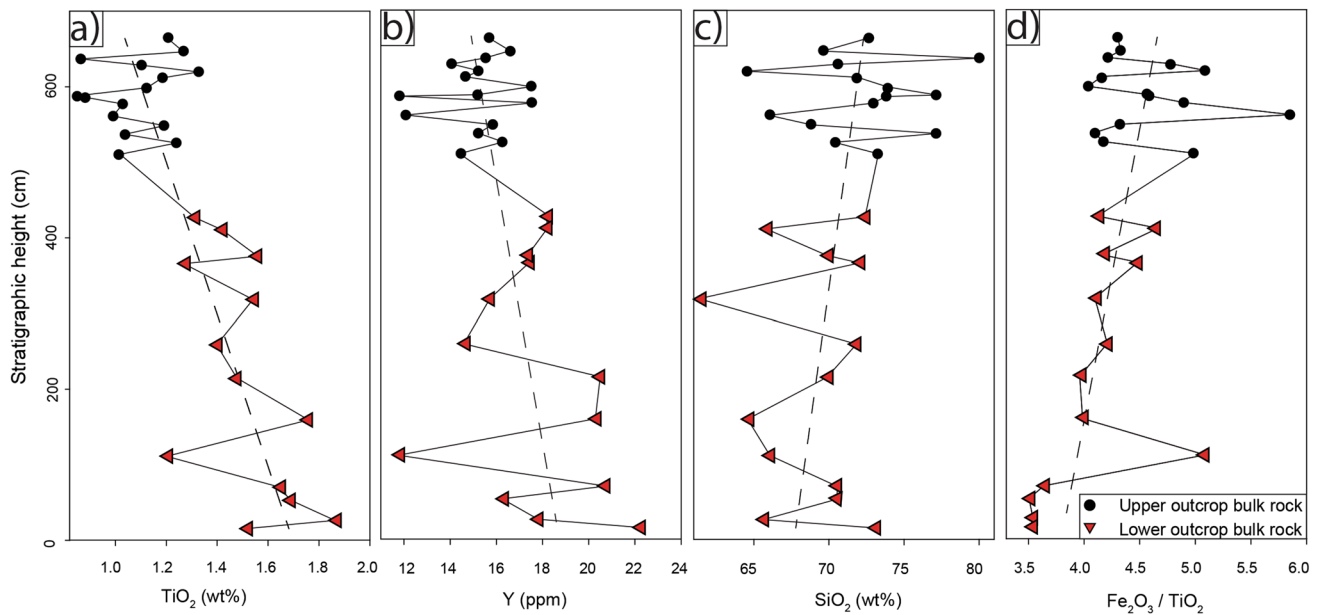 a)
b)
c)
d)
Stratigraphic height (cm)
600
400
200
0
1.0 1.2 1.4 1.6 1.8 2.0
TiO₂ (wt%)
12 14 16 18 20 22 24
Y (ppm)
65 70 75 80
SiO₂ (wt%)
3.5 4.0 4.5 5.0 5.5 6.0
Fe₂O₃ / TiO₂
Upper outcrop bulk rock
Lower outcrop bulk rock